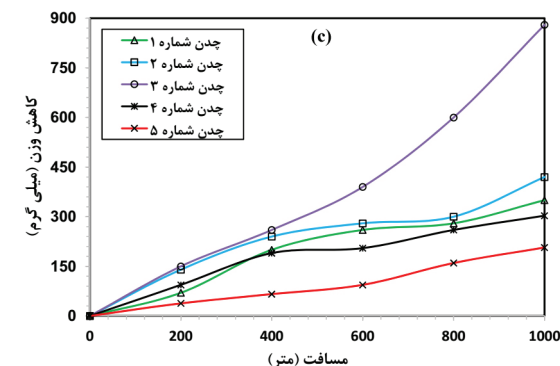 (c)
چدن شماره ۱
چدن شماره ۲
چدن شماره ۳
چدن شماره ۴
چدن شماره ۵
کاهش وزن (میلی گرم)
900
750
600
450
300
150
0
0 200 400 600 800 1000
مسافت (متر)